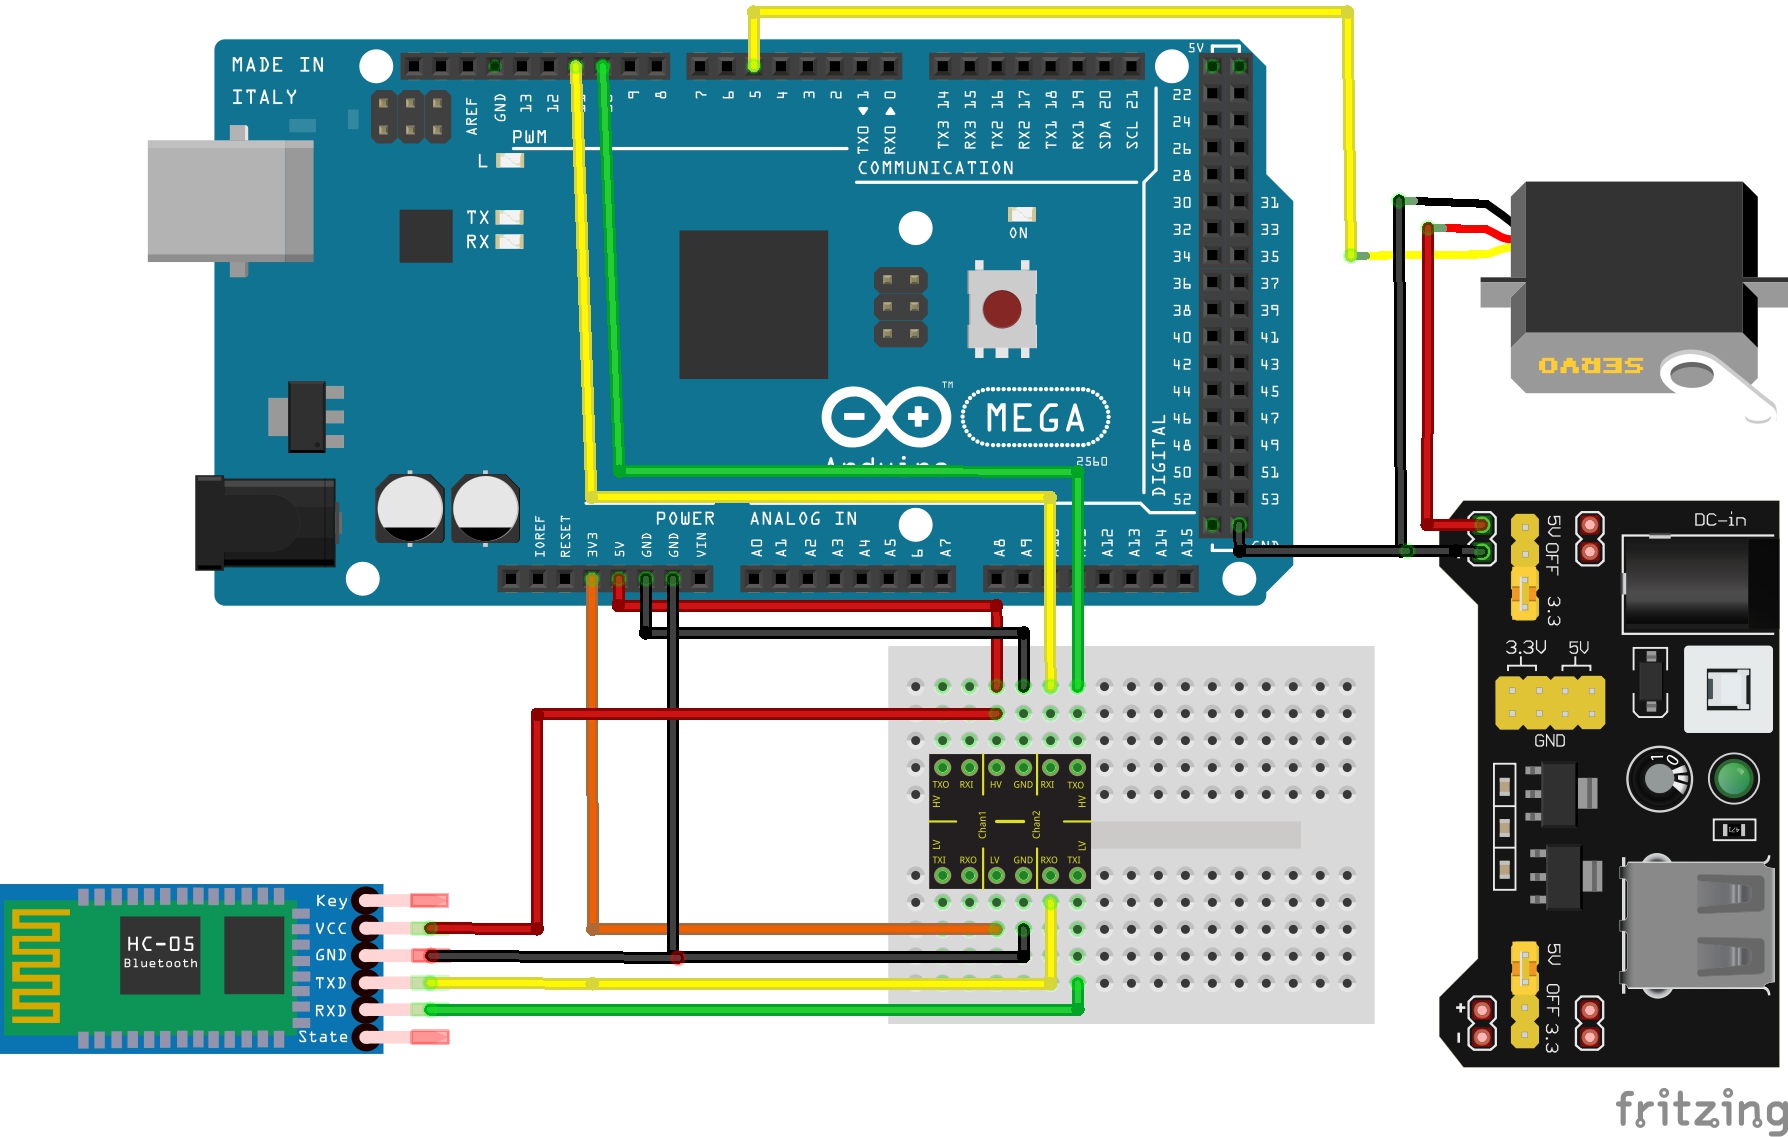 MADE IN
ITALY
AREF
GND
13
12
9
8
7
6
5
4
3
2
1
0
TX0
RX0
TX3 14
RX3 15
TX2 16
RX2 17
TX1 18
RX1 19
SDA 20
SCL 21
5V
PWM
COMMUNICATION
L
TX
RX
ON
22
24
26
28
30
32
34
36
38
40
42
44
46
48
50
52
31
33
35
37
39
41
43
45
47
49
51
53
DIGITAL
TM
MEGA
2560
IOREF
RESET
3V3
5V
GND
GND
VIN
POWER
ANALOG IN
A0
A1
A2
A3
A4
A5
6
A7
A8
A9
A12
A13
A14
A15
SERVO
DC-in
5V
OFF
3.3
3.3V
5V
GND
10
471
5V
OFF
3.3
+
-
TXO
RXI
HV
GND
RXI
TXO
HV
HV
Chan1
Chan2
LV
LV
TXI
RXO
LV
GND
RXO
TXI
HC-05
Bluetooth
Key
VCC
GND
TXD
RXD
State
fritzing